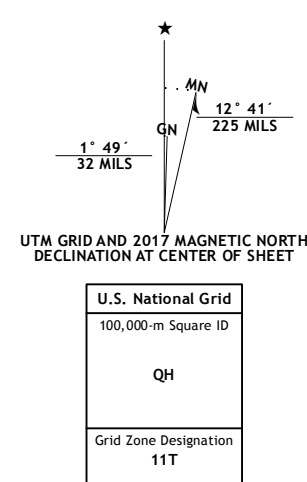 ★
MN
GN
12° 41´
225 MILS
1° 49´
32 MILS
UTM GRID AND 2017 MAGNETIC NORTH
DECLINATION AT CENTER OF SHEET
U.S. National Grid
100,000-m Square ID
QH
Grid Zone Designation
11T